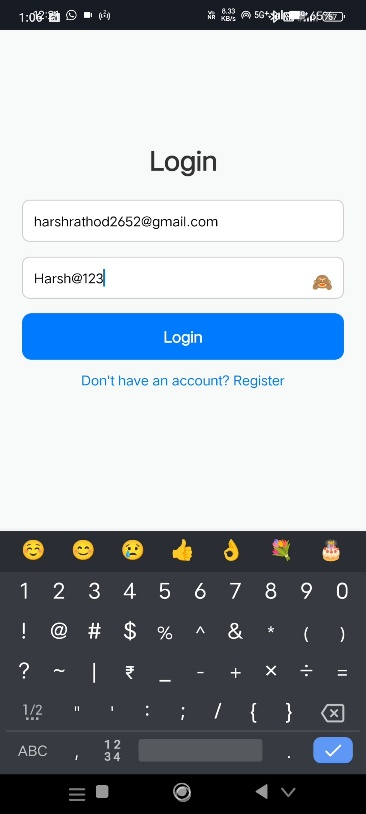 Login
harshrathod2652@gmail.com
Harsh@123
Login
Don't have an account? Register
1 2 3 4 5 6 7 8 9 0
! @ # $ % ^ & * ( )
? ~ | ₹ _ - + × ÷ =
1/2 " ' : ; / { }
ABC , 12 34 .